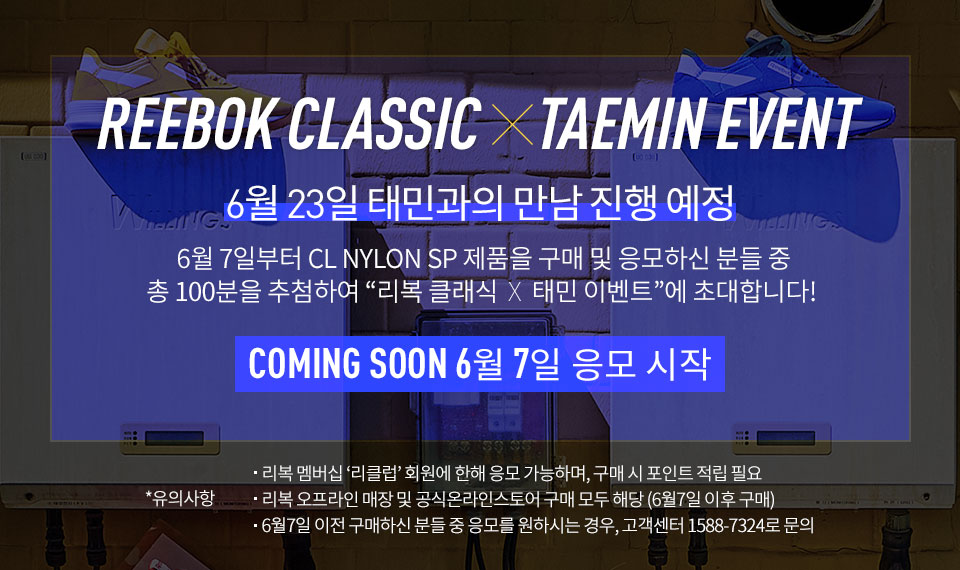 REEBOK CLASSIC X TAEMIN EVENT
6월 23일 태민과의 만남 진행 예정
6월 7일부터 CL NYLON SP 제품을 구매 및 응모하신 분들 중
총 100분을 추첨하여 “리복 클래식 X 태민 이벤트”에 초대합니다!
WILLINGS
WILLINGS
COMING SOON 6월 7일 응모 시작
*유의사항
· 리복 멤버십 ‘리클럽’ 회원에 한해 응모 가능하며, 구매 시 포인트 적립 필요
· 리복 오프라인 매장 및 공식온라인스토어 구매 모두 해당 (6월7일 이후 구매)
· 6월7일 이전 구매하신 분들 중 응모를 원하시는 경우, 고객센터 1588-7324로 문의